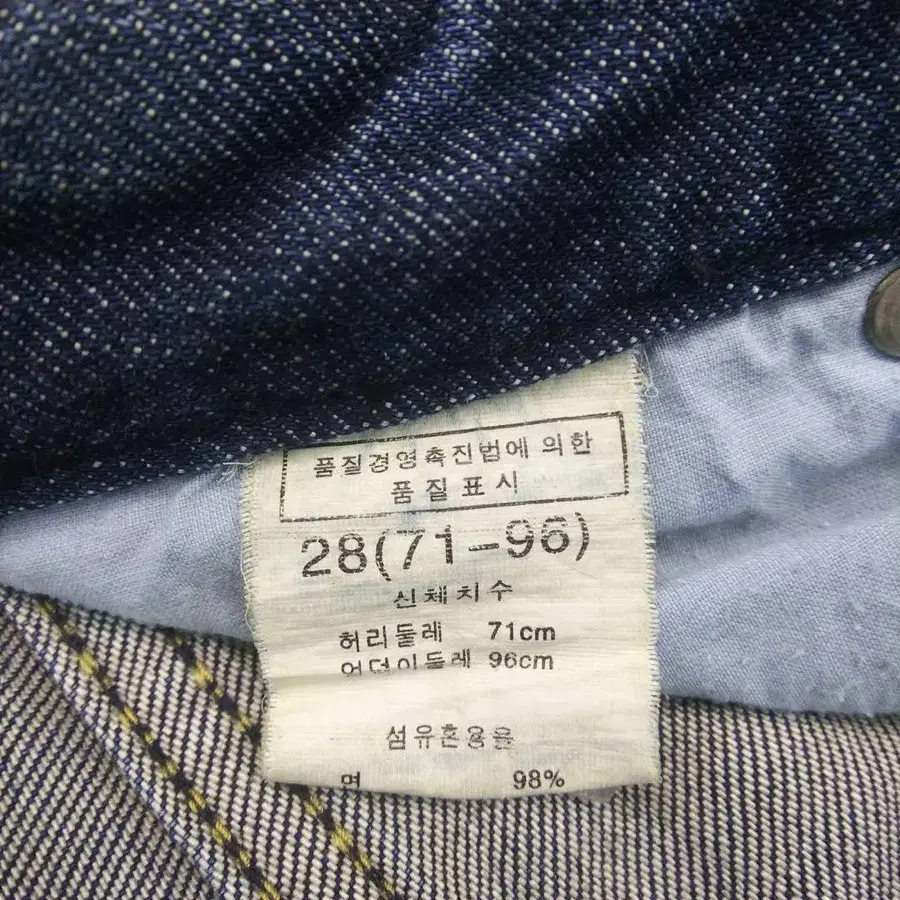 품질경영촉진법에 의한
품질표시
28(71-96)
신체치수
허리둘레 71cm
엉덩이둘레 96cm
섬유혼용율
면 98%